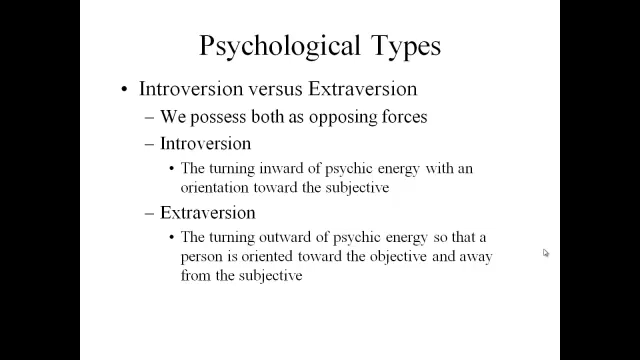 Psychological Types
• Introversion versus Extraversion
– We possess both as opposing forces
– Introversion
• The turning inward of psychic energy with an
orientation toward the subjective
– Extraversion
• The turning outward of psychic energy so that a
person is oriented toward the objective and away
from the subjective